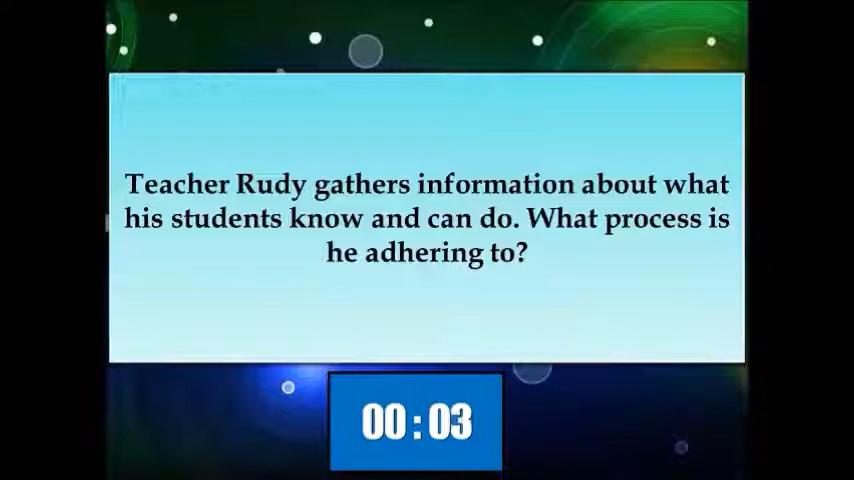 Teacher Rudy gathers information about what
his students know and can do. What process is
he adhering to?
00:03